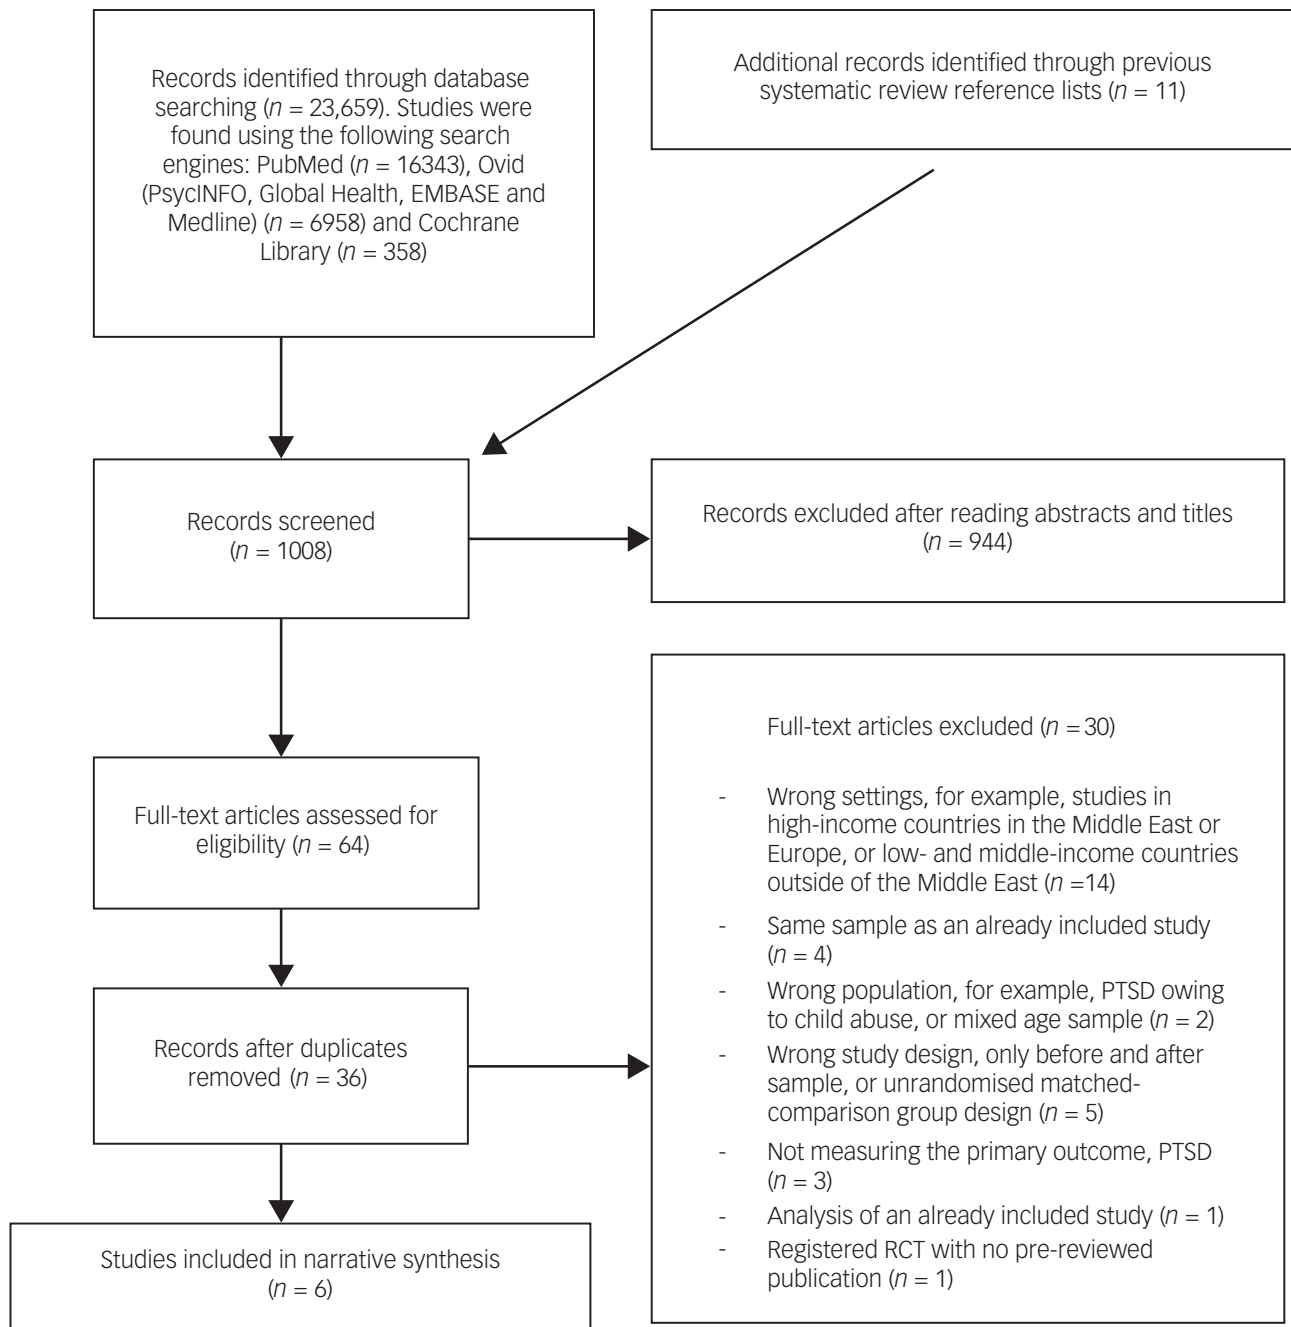 Records identified through database
searching (n = 23,659). Studies were
found using the following search
engines: PubMed (n = 16343), Ovid
(PsycINFO, Global Health, EMBASE and
Medline) (n = 6958) and Cochrane
Library (n = 358)
Additional records identified through previous
systematic review reference lists (n = 11)
Records screened
(n = 1008)
Records excluded after reading abstracts and titles
(n = 944)
Full-text articles assessed for
eligibility (n = 64)
Records after duplicates
removed (n = 36)
Full-text articles excluded (n = 30)
- Wrong settings, for example, studies in
high-income countries in the Middle East or
Europe, or low- and middle-income countries
outside of the Middle East (n =14)
- Same sample as an already included study
(n = 4)
- Wrong population, for example, PTSD owing
to child abuse, or mixed age sample (n = 2)
- Wrong study design, only before and after
sample, or unrandomised matched-
comparison group design (n = 5)
- Not measuring the primary outcome, PTSD
(n = 3)
- Analysis of an already included study (n = 1)
- Registered RCT with no pre-reviewed
publication (n = 1)
Studies included in narrative synthesis
(n = 6)